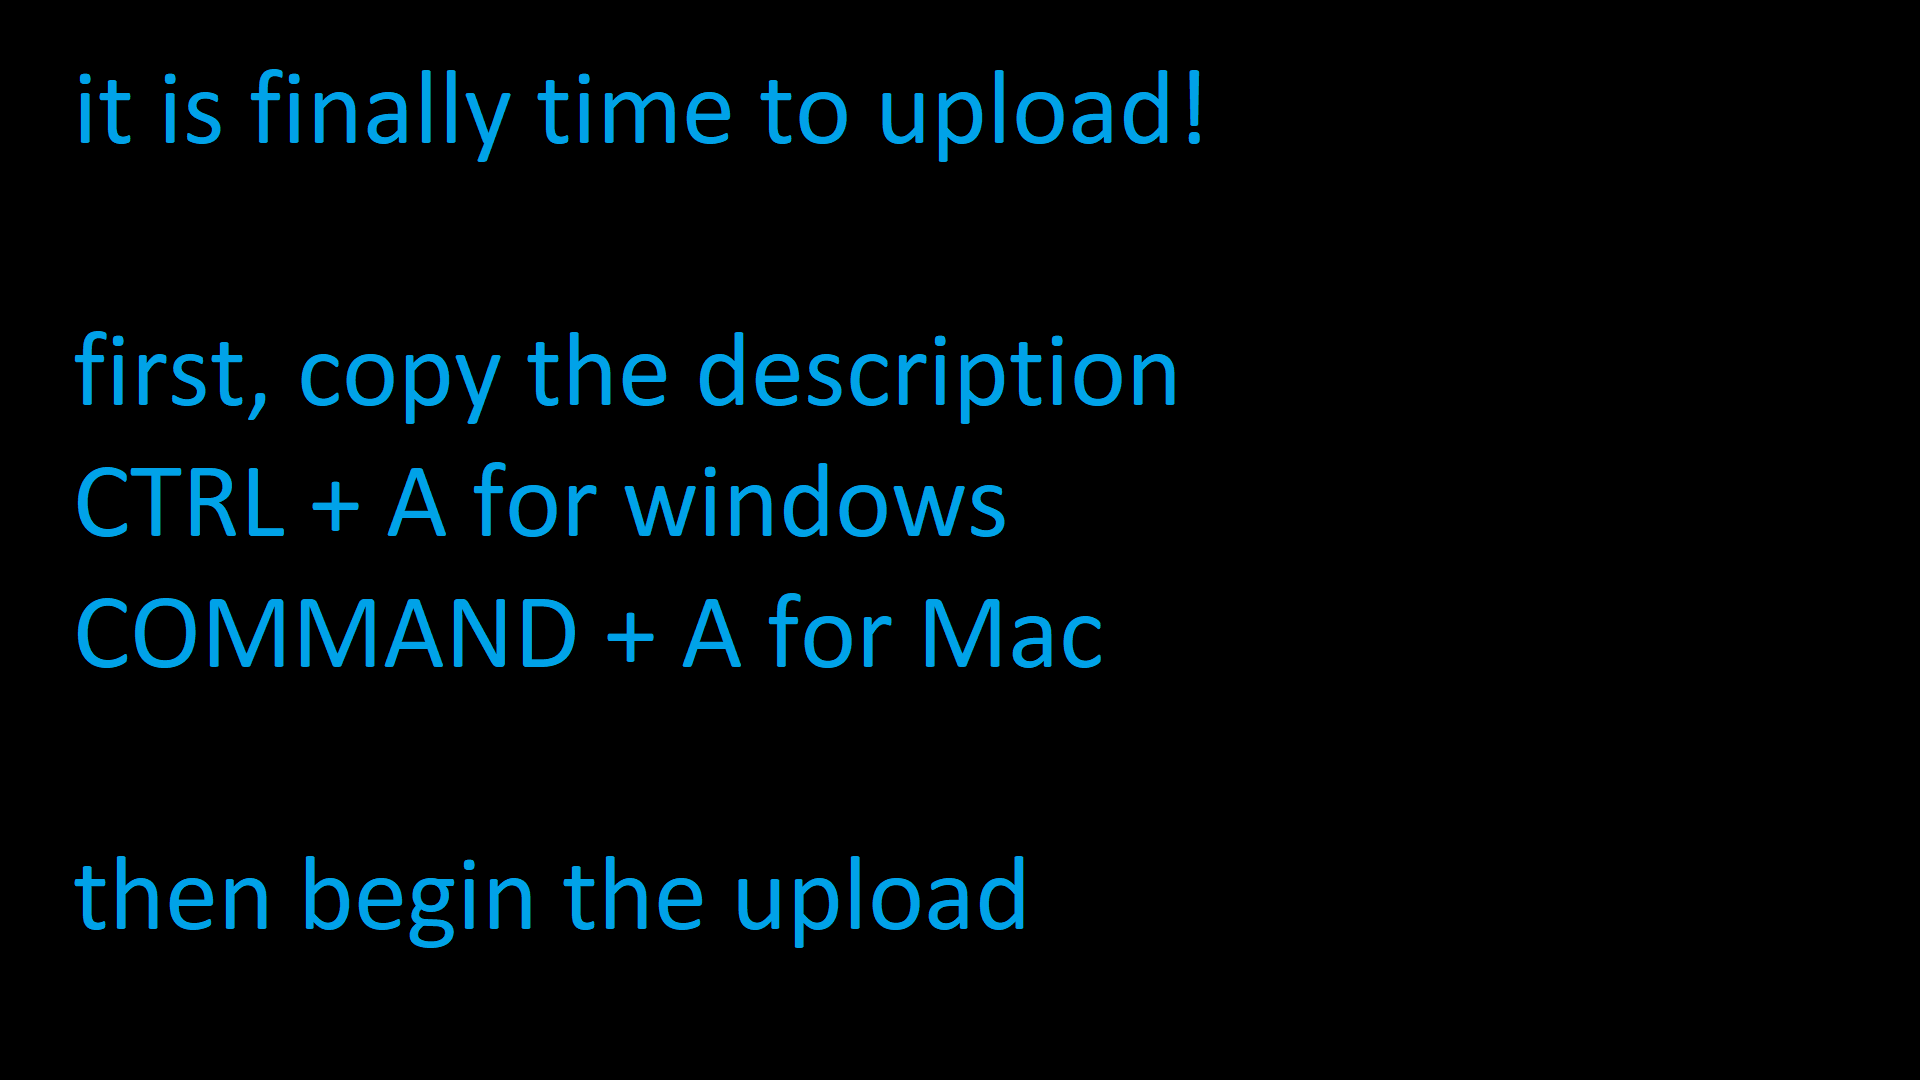 it is finally time to upload!
first, copy the description
CTRL + A for windows
COMMAND + A for Mac
then begin the upload